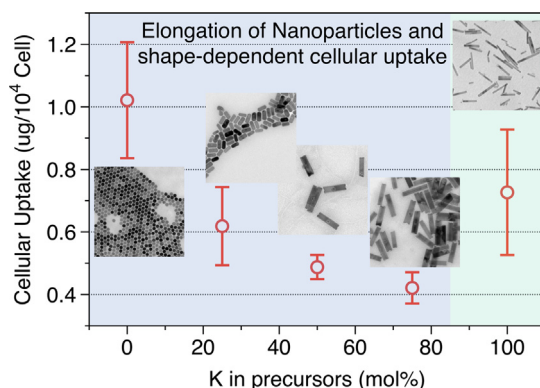 Elongation of Nanoparticles and
shape-dependent cellular uptake
Cellular Uptake (ug/10⁴ Cell)
1.2
1.0
0.8
0.6
0.4
0
20
40
60
80
100
K in precursors (mol%)